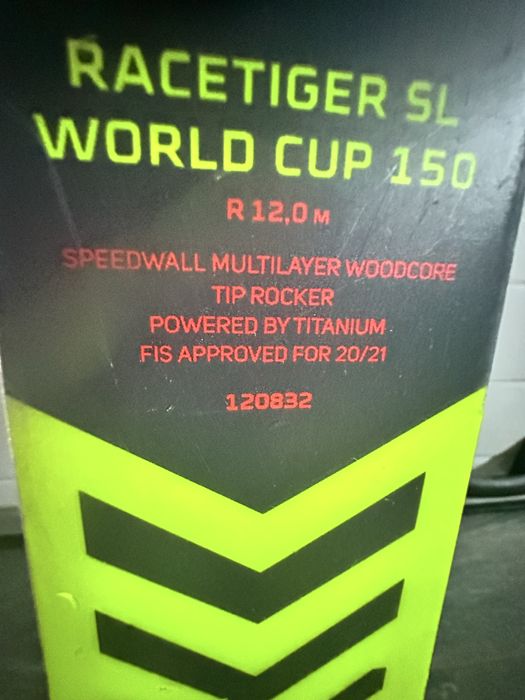 RACETIGER SL
WORLD CUP 150
R 12,0 M
SPEEDWALL MULTILAYER WOODCORE
TIP ROCKER
POWERED BY TITANIUM
FIS APPROVED FOR 20/21
120832